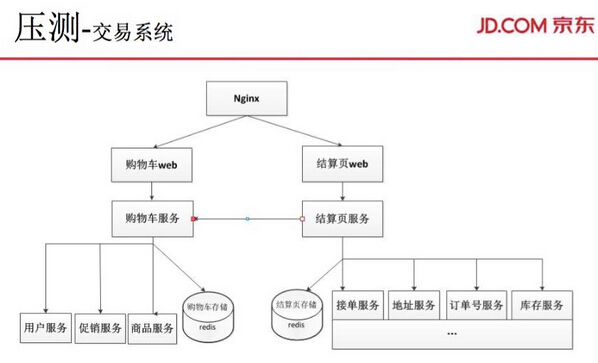 压测-交易系统
JD.COM 京东
Nginx
购物车web
结算页web
购物车服务
结算页服务
购物车存储
redis
结算页存储
redis
用户服务
促销服务
商品服务
接单服务
地址服务
订单号服务
库存服务
...